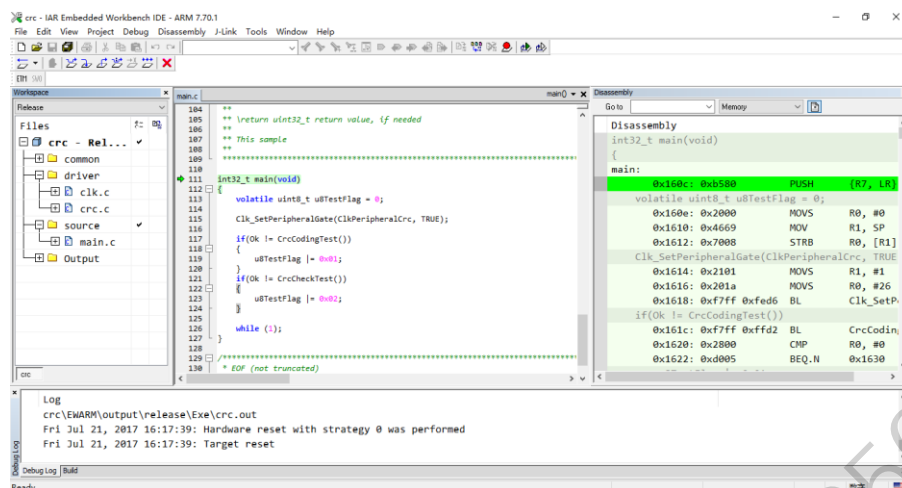 crc - IAR Embedded Workbench IDE - ARM 7.70.1
File Edit View Project Debug Disassembly J-Link Tools Window Help
Workspace
main.c
main()
Disassembly
Release
Go to
Memory
Files
crc - Rel...
common
driver
clk.c
crc.c
source
main.c
Output
crc
104 **
105 ** \return uint32_t return value, if needed
106 **
107 ** This sample
108 **
109 ******************************************************************************
110
111 int32_t main(void)
112 {
113 volatile uint8_t u8TestFlag = 0;
114
115 Clk_SetPeripheralGate(ClkPeripheralCrc, TRUE);
116
117 if(Ok != CrcCodingTest())
118 {
119 u8TestFlag |= 0x01;
120 }
121 if(Ok != CrcCheckTest())
122 {
123 u8TestFlag |= 0x02;
124 }
125
126 while (1);
127 }
128
129 /******************************************************************************
130 * EOF (not truncated)
Disassembly
int32_t main(void)
{
main:
0x160c: 0xb580 PUSH {R7, LR}
volatile uint8_t u8TestFlag = 0;
0x160e: 0x2000 MOVS R0, #0
0x1610: 0x4669 MOV R1, SP
0x1612: 0x7008 STRB R0, [R1]
Clk_SetPeripheralGate(ClkPeripheralCrc, TRUE
0x1614: 0x2101 MOVS R1, #1
0x1616: 0x201a MOVS R0, #26
0x1618: 0xf7ff 0xfed6 BL Clk_SetP
if(Ok != CrcCodingTest())
0x161c: 0xf7ff 0xffd2 BL CrcCodin
0x1620: 0x2800 CMP R0, #0
0x1622: 0xd005 BEQ.N 0x1630
Log
crc\EWARM\output\release\Exe\crc.out
Fri Jul 21, 2017 16:17:39: Hardware reset with strategy 0 was performed
Fri Jul 21, 2017 16:17:39: Target reset
Debug Log
Debug Log Build
Ready